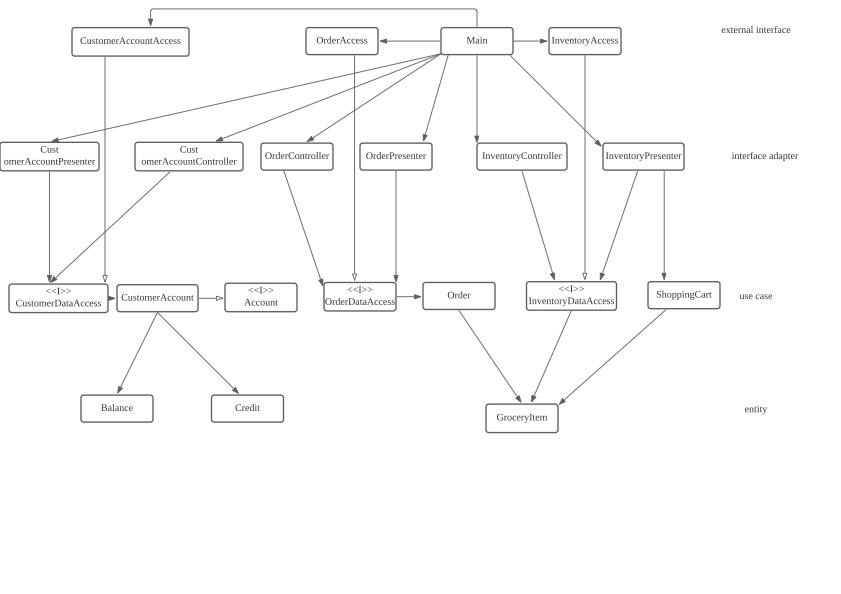 CustomerAccountAccess
OrderAccess
Main
InventoryAccess
external interface
Cust
omerAccountPresenter
Cust
omerAccountController
OrderController
OrderPresenter
InventoryController
InventoryPresenter
interface adapter
<<I>>
CustomerDataAccess
CustomerAccount
<<I>>
Account
<<I>>
OrderDataAccess
Order
<<I>>
InventoryDataAccess
ShoppingCart
use case
Balance
Credit
GroceryItem
entity